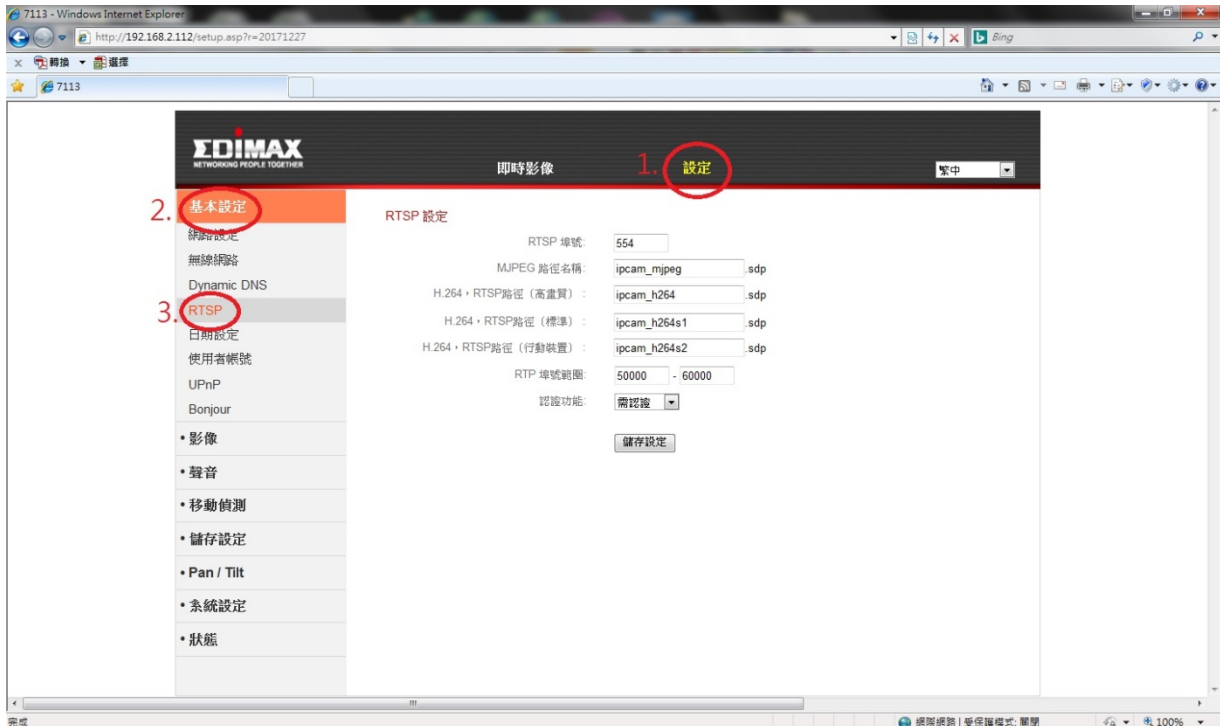 7113 - Windows Internet Explorer
http://192.168.2.112/setup.asp?r=20171227
Bing
x 轉換 選擇
7113
EDIMAX
NETWORKING PEOPLE TOGETHER
即時影像
1. 設定
繁中
2. 基本設定
網路設定
無線網路
Dynamic DNS
3. RTSP
日期設定
使用者帳號
UPnP
Bonjour
• 影像
• 聲音
• 移動偵測
• 儲存設定
• Pan / Tilt
• 系統設定
• 狀態
RTSP 設定
RTSP 埠號: 554
MJPEG 路徑名稱: ipcam_mjpeg .sdp
H.264,RTSP路徑(高畫質): ipcam_h264 .sdp
H.264,RTSP路徑(標準): ipcam_h264s1 .sdp
H.264,RTSP路徑(行動裝置): ipcam_h264s2 .sdp
RTP 埠號範圍: 50000 - 60000
認證功能: 需認證
儲存設定
完成
網際網路 | 受保護模式: 關閉
100%